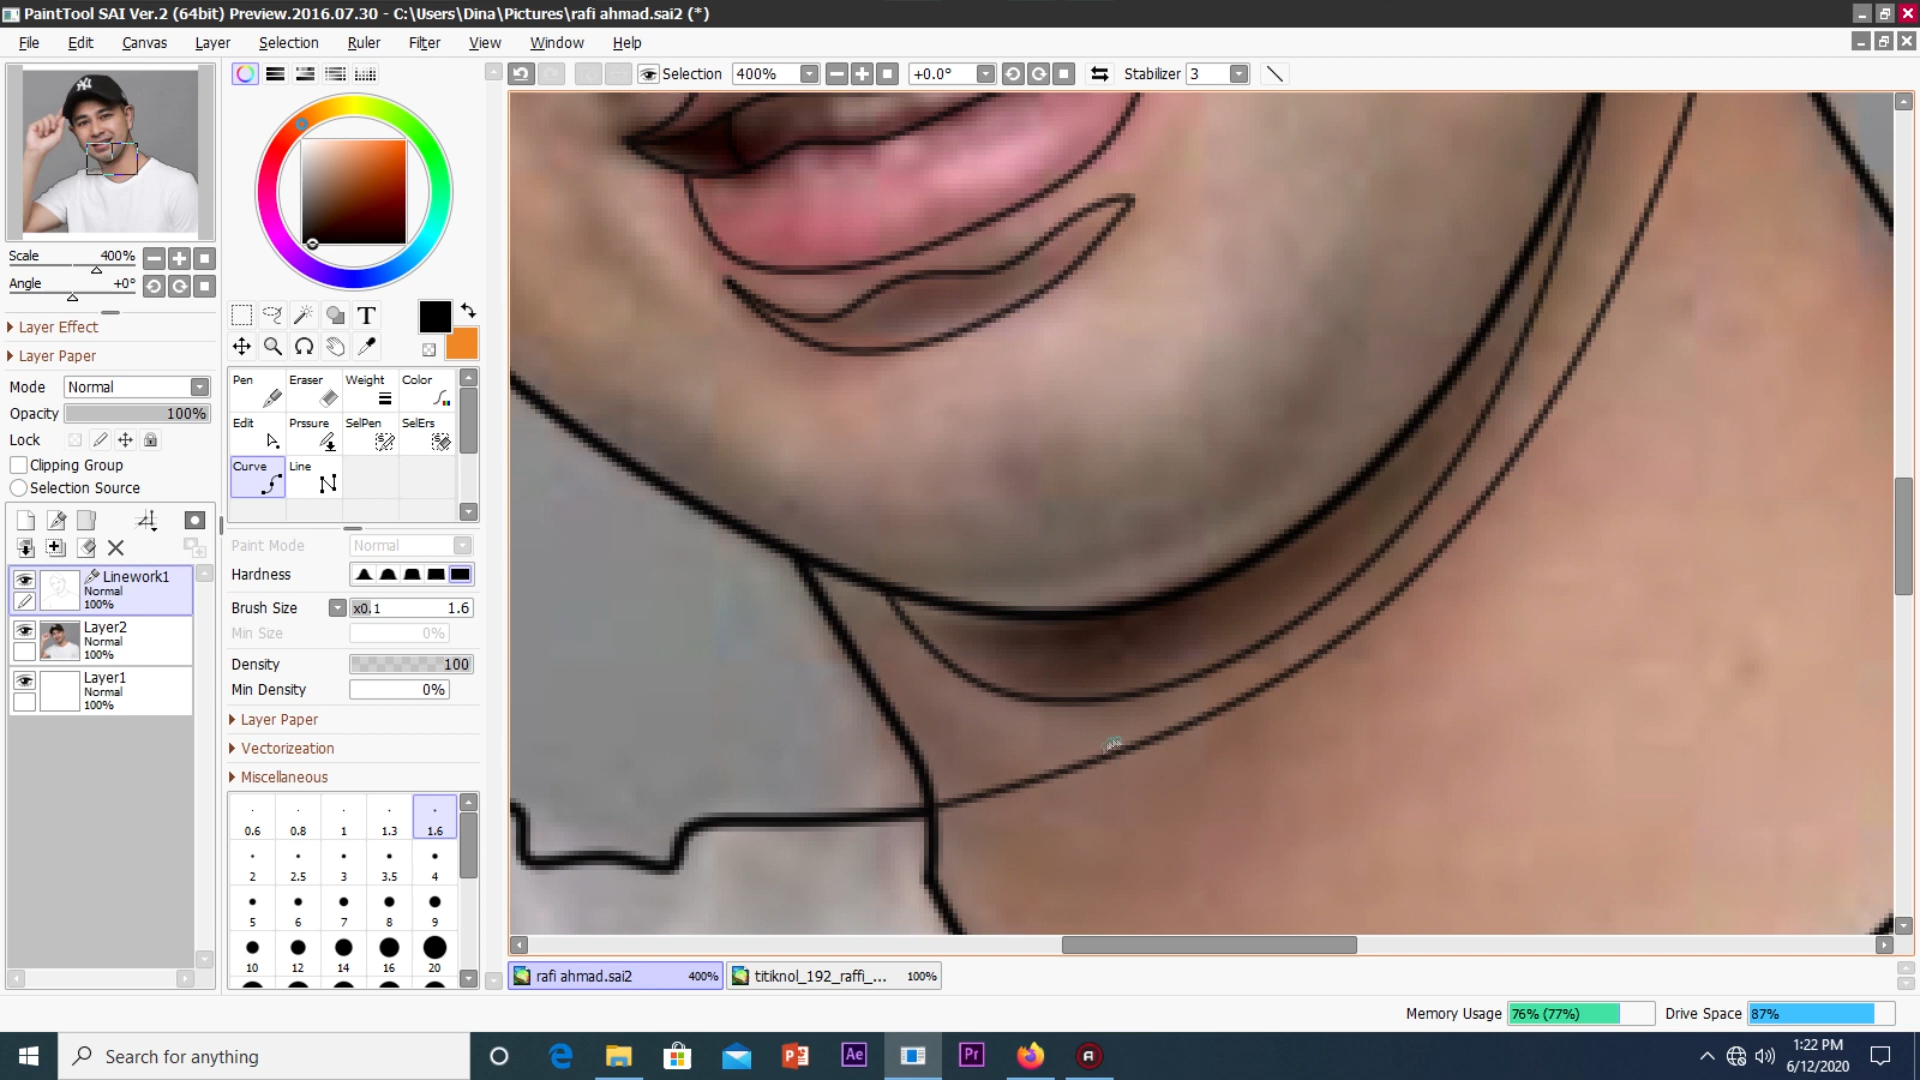 PaintTool SAI Ver.2 (64bit) Preview.2016.07.30 - C:\Users\Dina\Pictures\rafi ahmad.sai2 (*)
File Edit Canvas Layer Selection Ruler Filter View Window Help
Selection 400% +0.0° Stabilizer 3
Scale 400%
Angle +0°
Layer Effect
Layer Paper
Mode Normal
Opacity 100%
Lock
Clipping Group
Selection Source
Linework1
Normal
100%
Layer2
Normal
100%
Layer1
Normal
100%
T
Pen Eraser Weight Color
Edit Prssure SelPen SelErs
Curve Line
Paint Mode Normal
Hardness
Brush Size x0.1 1.6
Min Size 0%
Density 100
Min Density 0%
Layer Paper
Vectorizeation
Miscellaneous
0.6 0.8 1 1.3 1.6
2 2.5 3 3.5 4
5 6 7 8 9
10 12 14 16 20
rafi ahmad.sai2 400% titiknol_192_raffi_... 100%
Memory Usage 76% (77%) Drive Space 87%
Search for anything
Ae
Pr
1:22 PM
6/12/2020